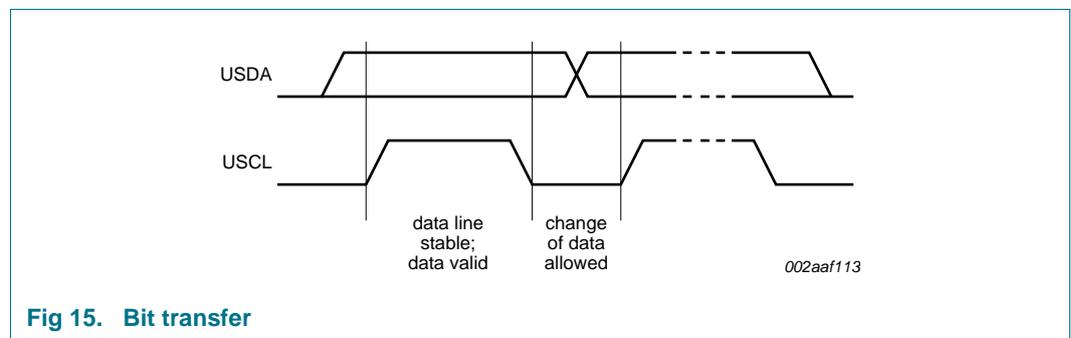 USDA
USCL
data line
stable;
data valid
change
of data
allowed
002aaf113
Fig 15. Bit transfer